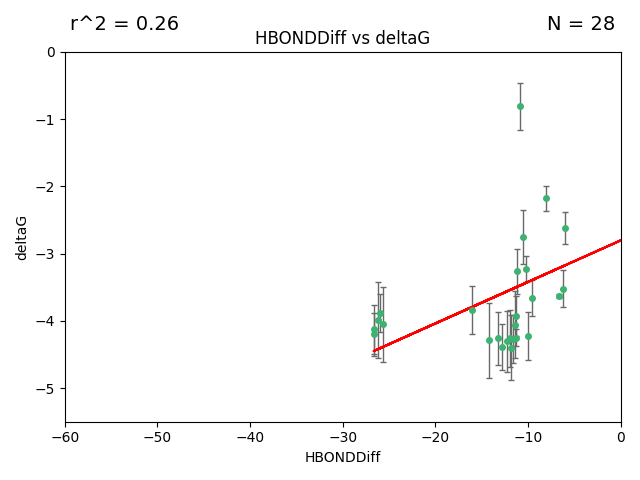 r^2 = 0.26
N = 28
HBONDDiff vs deltaG
0
−1
−2
−3
−4
−5
deltaG
−60
−50
−40
−30
−20
−10
0
HBONDDiff